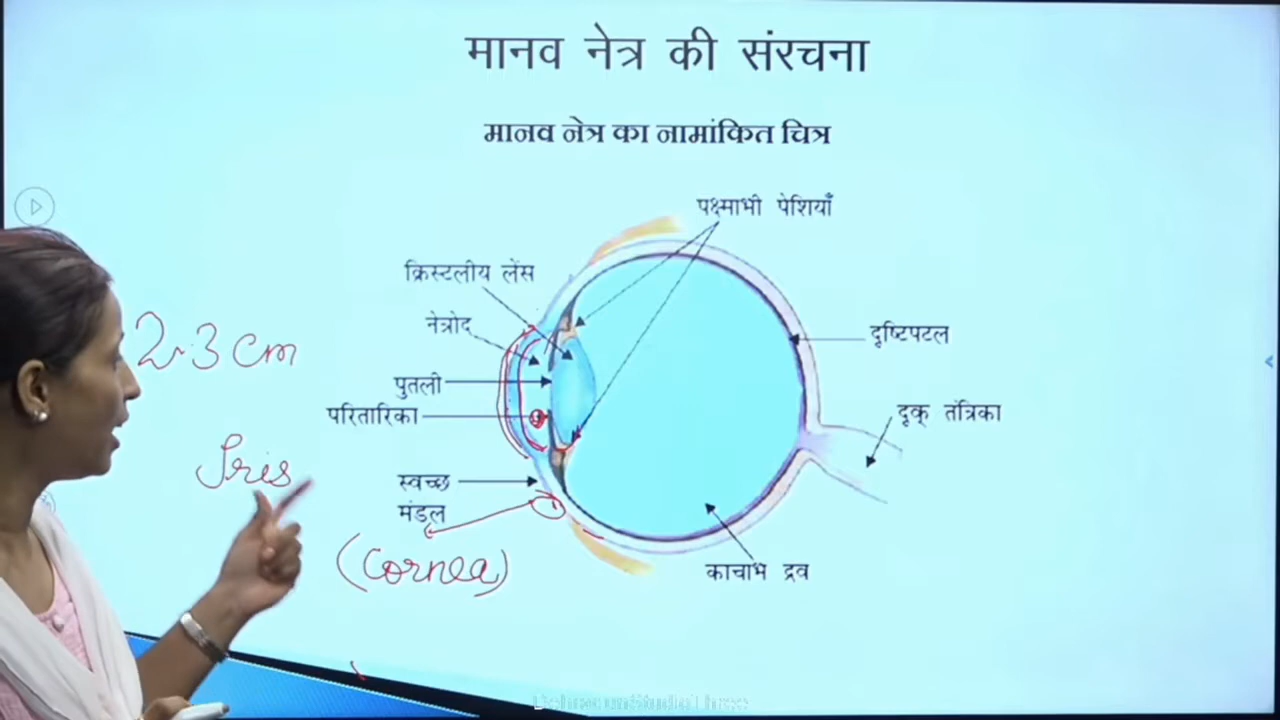 मानव नेत्र की संरचना
मानव नेत्र का नामांकित चित्र
पक्ष्माभी पेशियाँ
क्रिस्टलीय लेंस
नेत्रोद
2.3 cm
दृष्टिपटल
पुतली
परितारिका
दृक् तंत्रिका
Iris
स्वच्छ
मंडल
(Cornea)
काचाभ द्रव